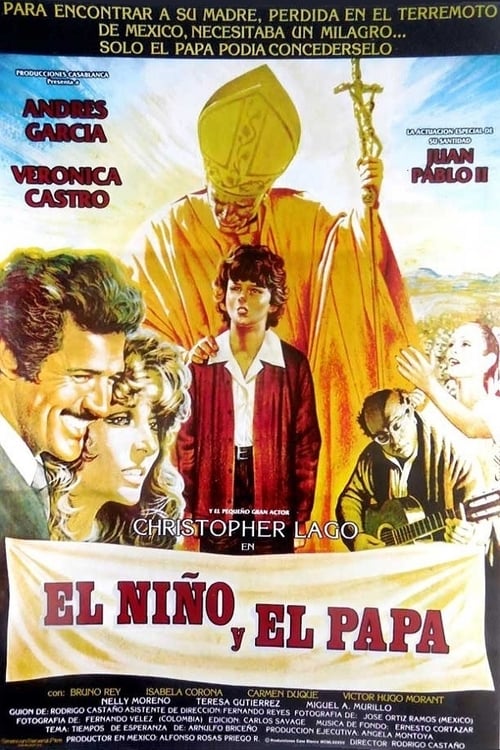 PARA ENCONTRAR A SU MADRE, PERDIDA EN EL TERREMOTO
DE MEXICO, NECESITABA UN MILAGRO...
SOLO EL PAPA PODIA CONCEDERSELO
PRODUCCIONES CASABLANCA
Presenta a
ANDRES
GARCIA
VERONICA
CASTRO
LA ACTUACION ESPECIAL DE
SU SANTIDAD
JUAN
PABLO II
Y EL PEQUEÑO GRAN ACTOR
CHRISTOPHER LAGO
EN
EL NIÑO y EL PAPA
con: BRUNO REY ISABELA CORONA CARMEN DUQUE VICTOR HUGO MORANT
NELLY MORENO TERESA GUTIERREZ MIGUEL A. MURILLO
GUION DE: RODRIGO CASTAÑO ASISTENTE DE DIRECCION FERNANDO REYES FOTOGRAFIA DE: JOSE ORTIZ RAMOS (MEXICO)
FOTOGRAFIA DE: FERNANDO VELEZ (COLOMBIA) EDICION: CARLOS SAVAGE MUSICA DE FONDO: ERNESTO CORTAZAR
TEMA: TIEMPOS DE ESPERANZA DE: ARNULFO BRICEÑO PRODUCCION EJECUTIVA: ANGELA MONTOYA
PRODUCTOR EN MEXICO: ALFONSO ROSAS PRIEGO R. DIRECTOR RODRIGO CASTAÑO